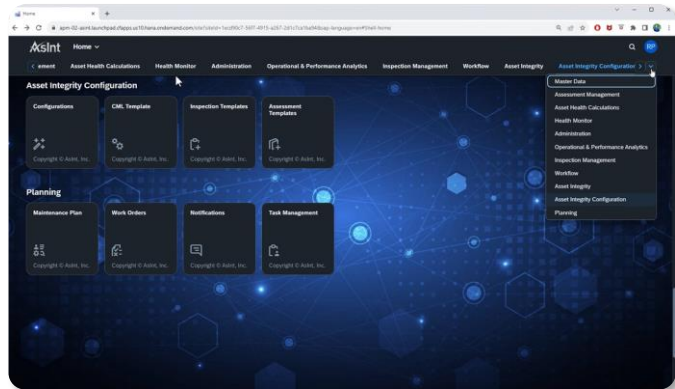 Home
apm-02-asint.launchpad.cfapps.us10.hana.ondemand.com
AsInt
Home
RP
ement
Asset Health Calculations
Health Monitor
Administration
Operational & Performance Analytics
Inspection Management
Workflow
Asset Integrity
Asset Integrity Configuration
Asset Integrity Configuration
Configurations
CML Template
Inspection Templates
Assessment
Templates
Copyright © AsInt, Inc.
Copyright © AsInt, Inc.
Copyright © AsInt, Inc.
Copyright © AsInt, Inc.
Planning
Maintenance Plan
Work Orders
Notifications
Task Management
Copyright © AsInt, Inc.
Copyright © AsInt, Inc.
Copyright © AsInt, Inc.
Copyright © AsInt, Inc.
Master Data
Assessment Management
Asset Health Calculations
Health Monitor
Administration
Operational & Performance Analytics
Inspection Management
Workflow
Asset Integrity
Asset Integrity Configuration
Planning